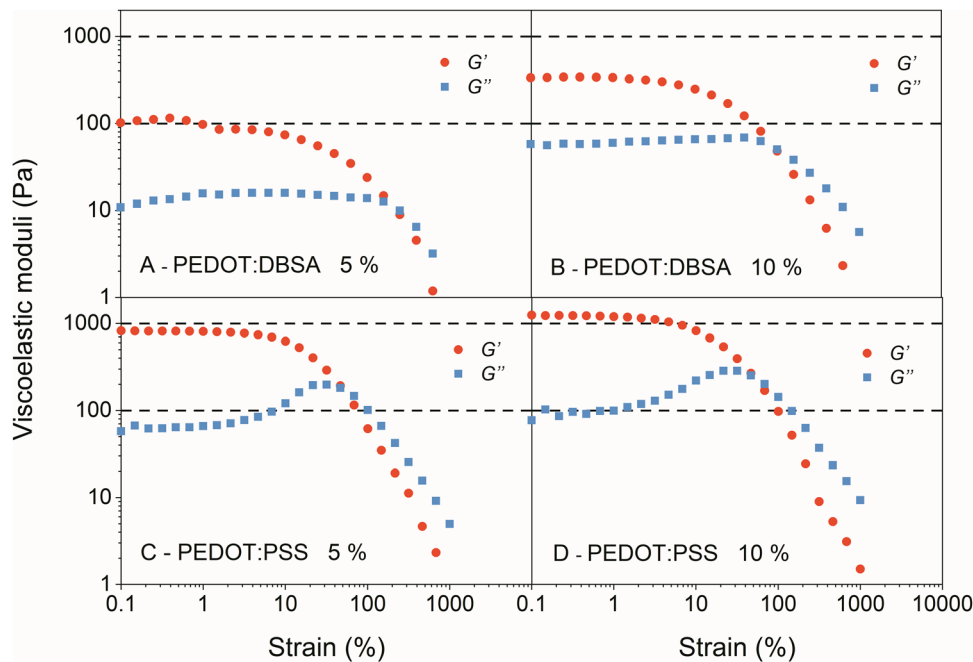 Viscoelastic moduli (Pa)
1000
100
10
1
G'
G''
A - PEDOT:DBSA 5 %
G'
G''
B - PEDOT:DBSA 10 %
1000
100
10
1
G'
G''
C - PEDOT:PSS 5 %
G'
G''
D - PEDOT:PSS 10 %
0.1 1 10 100 1000
0.1 1 10 100 1000 10000
Strain (%)
Strain (%)